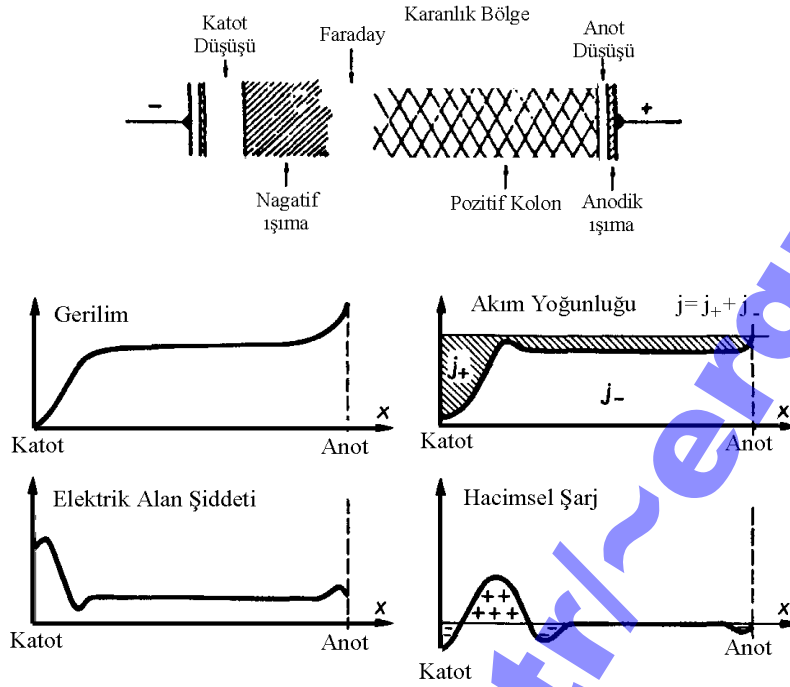 Katot
Düşüşü
Faraday
Karanlık Bölge
Anot
Düşüşü
-
+
Nagatif
ışıma
Pozitif Kolon
Anodik
ışıma
Gerilim
x
Katot
Anot
Akım Yoğunluğu
j= j₊+ j₋
j₊
j₋
x
Katot
Anot
Elektrik Alan Şiddeti
x
Katot
Anot
Hacimsel Şarj
++
+++
=
--
-
x
Katot
Anot